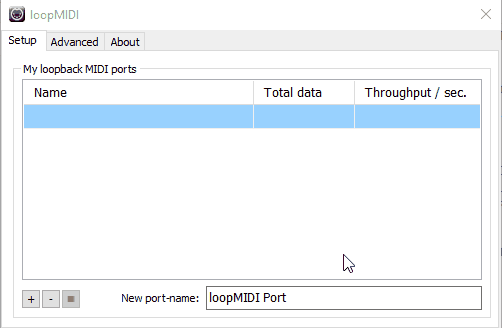 loopMIDI
Setup Advanced About
My loopback MIDI ports
Name Total data Throughput / sec.
+ - New port-name: loopMIDI Port